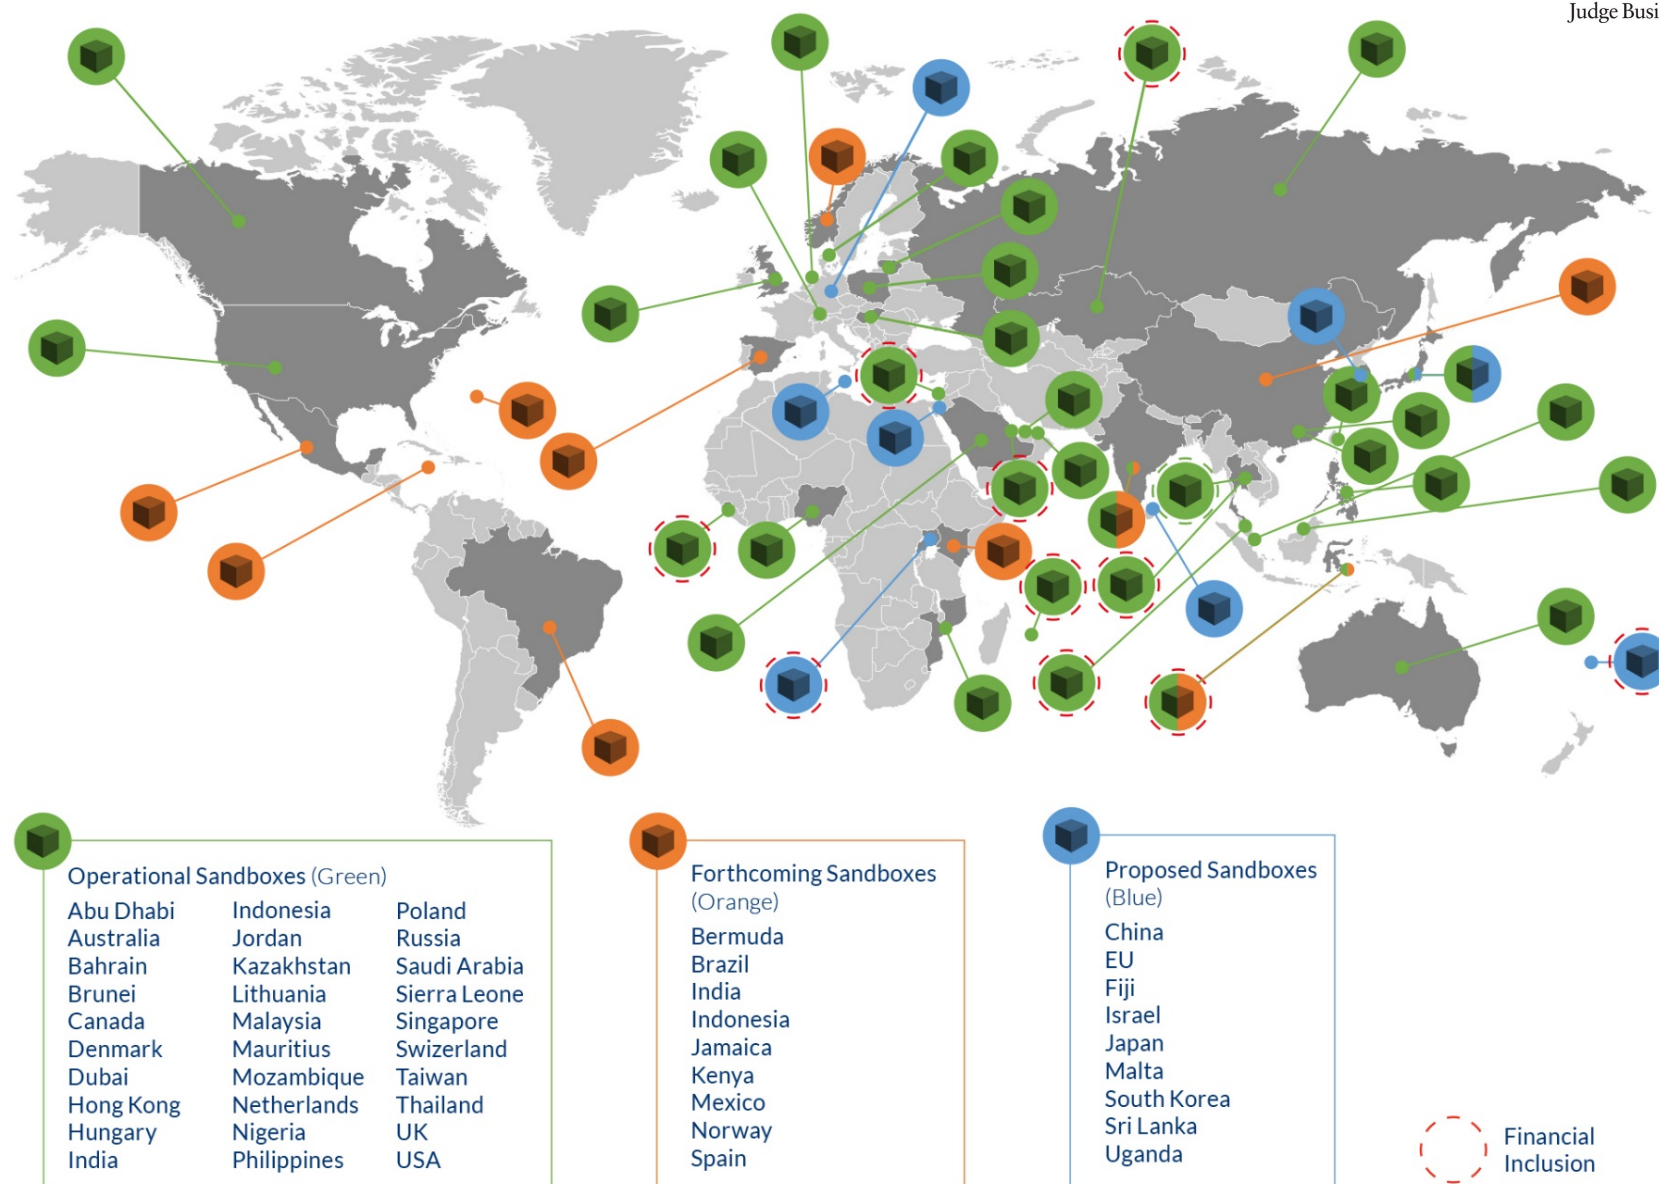 Judge Busi
Operational Sandboxes (Green)
Abu Dhabi
Australia
Bahrain
Brunei
Canada
Denmark
Dubai
Hong Kong
Hungary
India
Indonesia
Jordan
Kazakhstan
Lithuania
Malaysia
Mauritius
Mozambique
Netherlands
Nigeria
Philippines
Poland
Russia
Saudi Arabia
Sierra Leone
Singapore
Swizerland
Taiwan
Thailand
UK
USA
Forthcoming Sandboxes
(Orange)
Bermuda
Brazil
India
Indonesia
Jamaica
Kenya
Mexico
Norway
Spain
Proposed Sandboxes
(Blue)
China
EU
Fiji
Israel
Japan
Malta
South Korea
Sri Lanka
Uganda
Financial
Inclusion